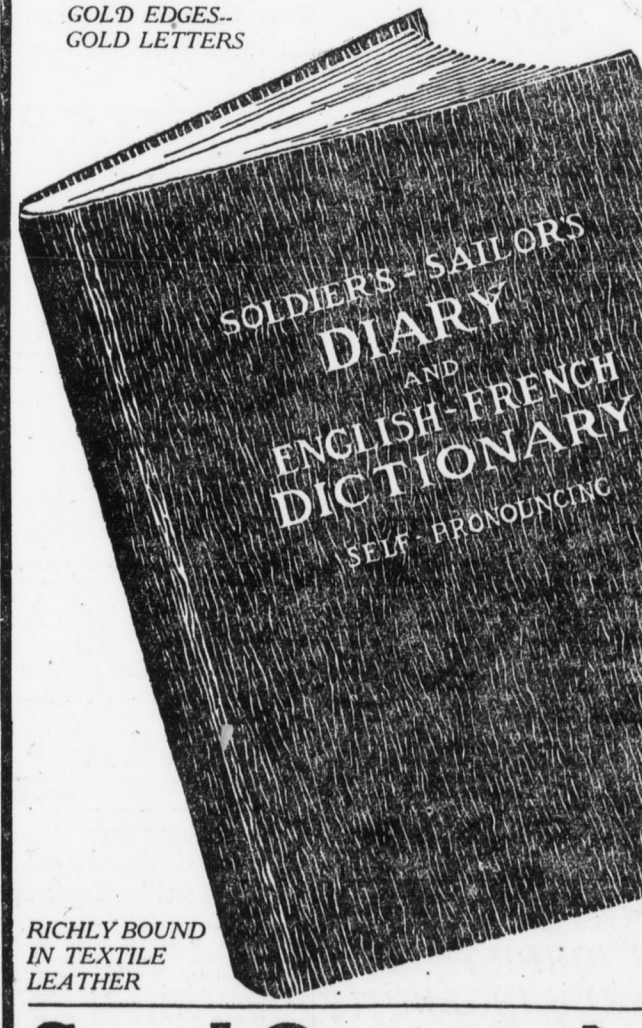 GOLD EDGES--
GOLD LETTERS
SOLDIER'S - SAILOR'S
DIARY
AND
ENGLISH-FRENCH
DICTIONARY
SELF-PRONOUNCING
RICHLY BOUND
IN TEXTILE
LEATHER